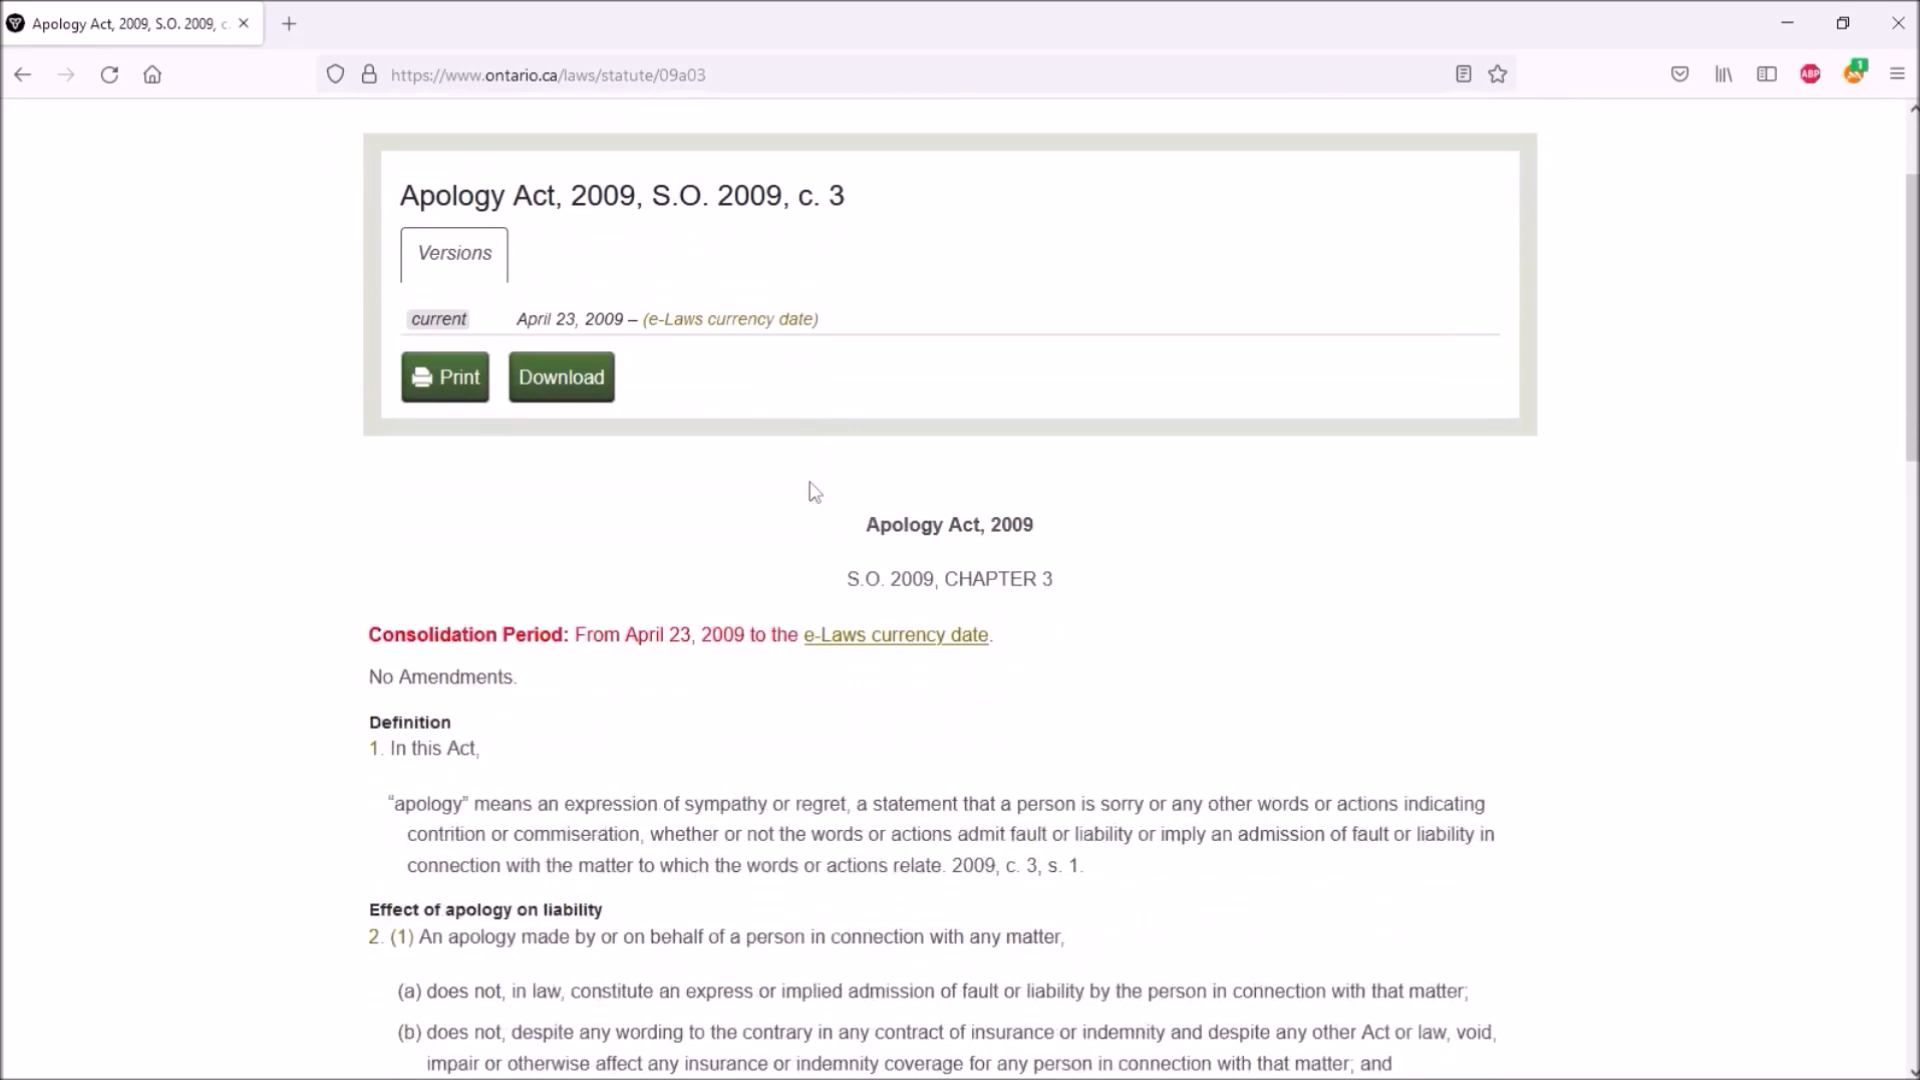 Apology Act, 2009, S.O. 2009, c.
https://www.ontario.ca/laws/statute/09a03
ABP
1
Apology Act, 2009, S.O. 2009, c. 3
Versions
current April 23, 2009 – (e-Laws currency date)
Print Download
Apology Act, 2009
S.O. 2009, CHAPTER 3
Consolidation Period: From April 23, 2009 to the e-Laws currency date.
No Amendments.
Definition
1. In this Act,
“apology” means an expression of sympathy or regret, a statement that a person is sorry or any other words or actions indicating
contrition or commiseration, whether or not the words or actions admit fault or liability or imply an admission of fault or liability in
connection with the matter to which the words or actions relate. 2009, c. 3, s. 1.
Effect of apology on liability
2. (1) An apology made by or on behalf of a person in connection with any matter,
(a) does not, in law, constitute an express or implied admission of fault or liability by the person in connection with that matter;
(b) does not, despite any wording to the contrary in any contract of insurance or indemnity and despite any other Act or law, void,
impair or otherwise affect any insurance or indemnity coverage for any person in connection with that matter; and